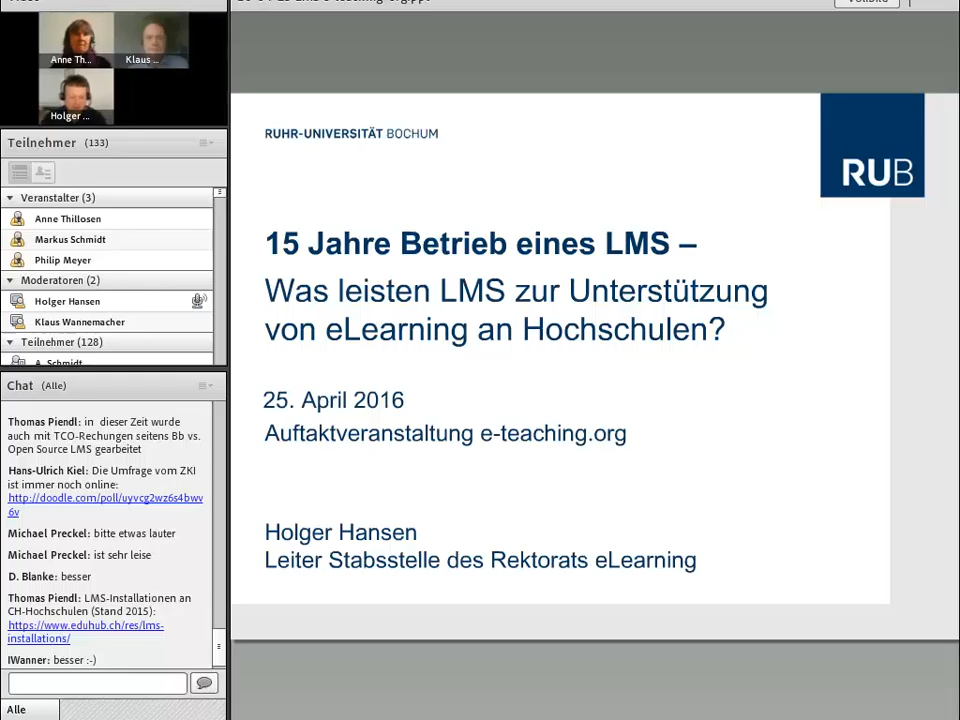 Vollbild
Anne Th...
Klaus ...
Holger ...
Teilnehmer (133)
Veranstalter (3)
Anne Thillosen
Markus Schmidt
Philip Meyer
Moderatoren (2)
Holger Hansen
Klaus Wannemacher
Teilnehmer (128)
A. Schmidt
Chat (Alle)
Thomas Piendl: in dieser Zeit wurde
auch mit TCO-Rechungen seitens Bb vs.
Open Source LMS gearbeitet
Hans-Ulrich Kiel: Die Umfrage vom ZKI
ist immer noch online:
http://doodle.com/poll/uyvcg2wz6s4bwv
6v
Michael Preckel: bitte etwas lauter
Michael Preckel: ist sehr leise
D. Blanke: besser
Thomas Piendl: LMS-Installationen an
CH-Hochschulen (Stand 2015):
https://www.eduhub.ch/res/lms-
installations/
IWanner: besser :-)
Alle
RUHR-UNIVERSITÄT BOCHUM
RUB
15 Jahre Betrieb eines LMS –
Was leisten LMS zur Unterstützung
von eLearning an Hochschulen?
25. April 2016
Auftaktveranstaltung e-teaching.org
Holger Hansen
Leiter Stabsstelle des Rektorats eLearning